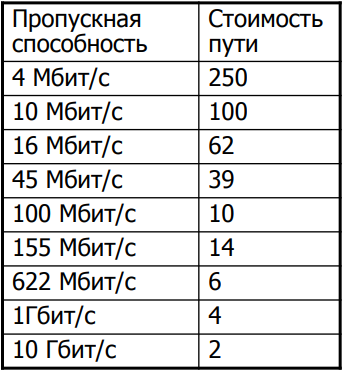 Пропускная Стоимость
способность пути
4 Мбит/с 250
10 Мбит/с 100
16 Мбит/с 62
45 Мбит/с 39
100 Мбит/с 10
155 Мбит/с 14
622 Мбит/с 6
1Гбит/с 4
10 Гбит/с 2